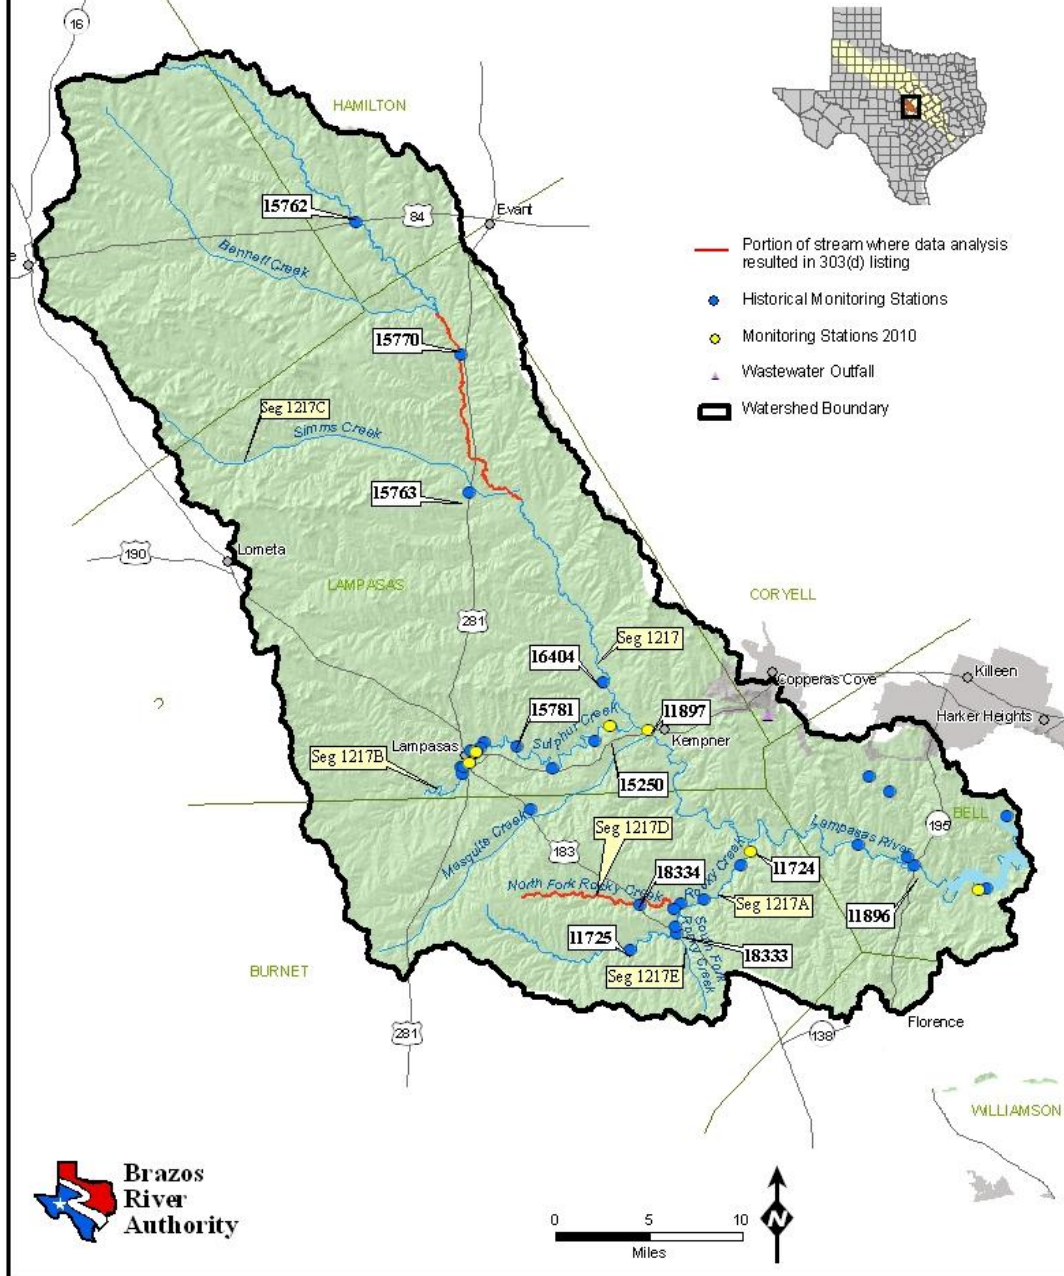 16
HAMILTON
15762
84
Evant
Bennett Creek
Portion of stream where data analysis
resulted in 303(d) listing
Historical Monitoring Stations
Monitoring Stations 2010
Wastewater Outfall
Watershed Boundary
e
15770
Seg 1217C
Simms Creek
15763
190
Lometa
LAMPASAS
CORYELL
281
Seg 1217
16404
Copperas Cove
Killeen
15781
11897
Harker Heights
Sulphur Creek
Lampasas
Kempner
Seg 1217B
15250
BELL
195
Mesquite Creek
Seg 1217D
Lampasas River
183
18334
Rocky Creek
11724
North Fork Rocky Creek
Seg 1217A
11896
11725
South Fork
Rocky Creek
18333
Seg 1217E
BURNET
281
138
Florence
WILLIAMSON
Brazos
River
Authority
0 5 10
Miles
N